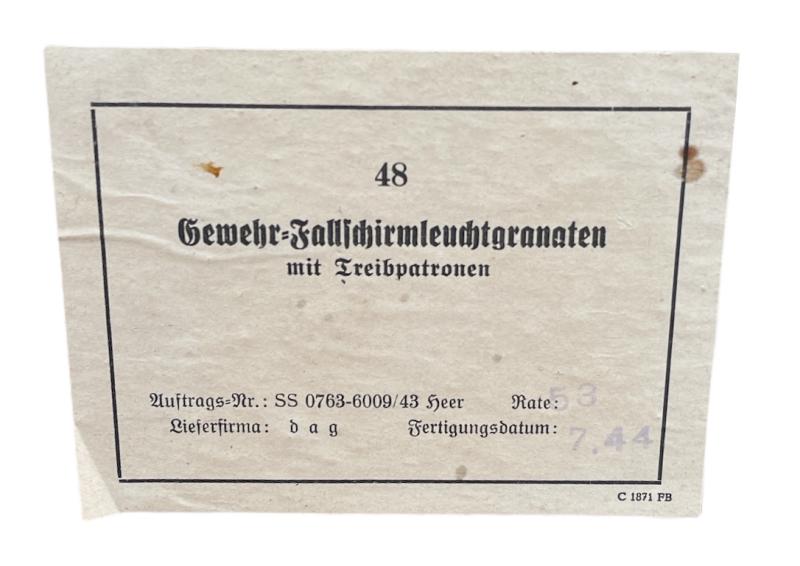 48
Gewehr-Fallschirmleuchtgranaten
mit Treibpatronen
Auftrags-Nr.: SS 0763-6009/43 Heer Rate: 53
Lieferfirma: dag Fertigungsdatum: 7.44
C 1871 FB